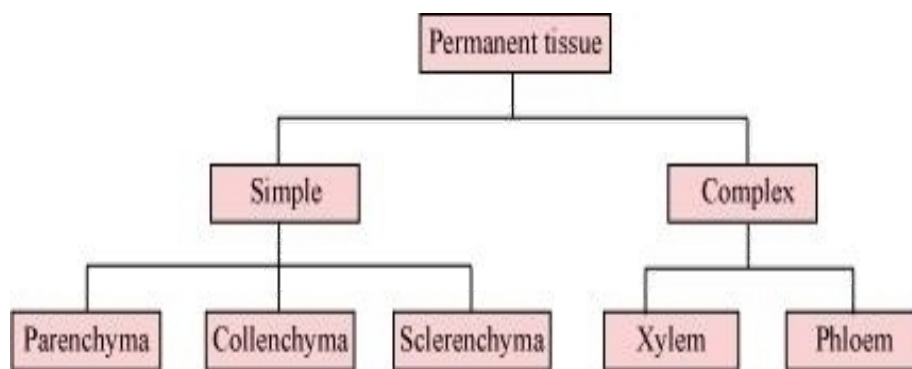 Permanent tissue
Simple
Complex
Parenchyma
Collenchyma
Sclerenchyma
Xylem
Phloem